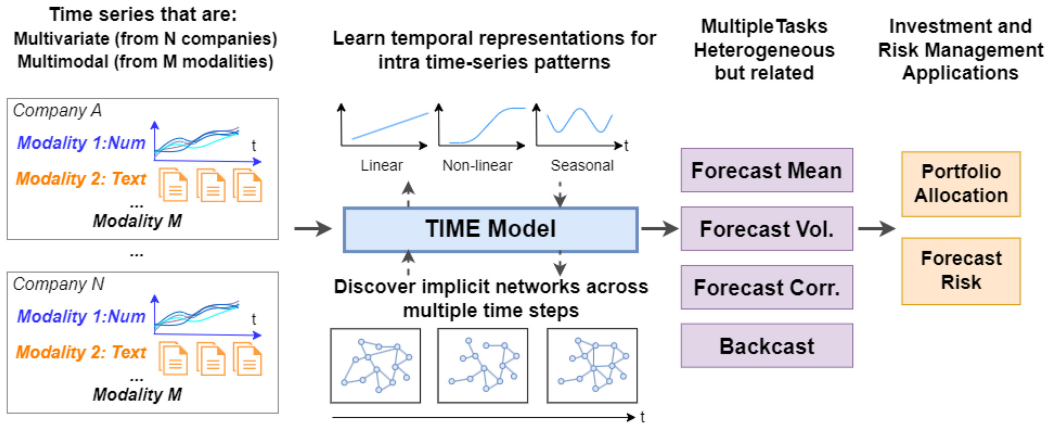 Time series that are:
Multivariate (from N companies)
Multimodal (from M modalities)
Company A
Modality 1:Num
t
Modality 2: Text
...
Modality M
...
Company N
Modality 1:Num
t
Modality 2: Text
...
Modality M
Learn temporal representations for
intra time-series patterns
Linear
Non-linear
Seasonal
t
TIME Model
Discover implicit networks across
multiple time steps
t
Multiple Tasks
Heterogeneous
but related
Forecast Mean
Forecast Vol.
Forecast Corr.
Backcast
Investment and
Risk Management
Applications
Portfolio
Allocation
Forecast
Risk